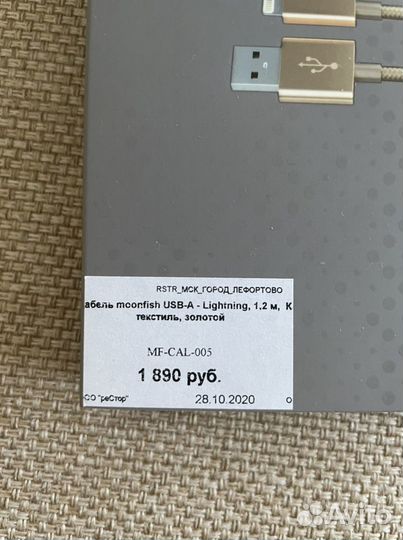 RSTR_МСК_ГОРОД_ЛЕФОРТОВО
абель moonfish USB-A - Lightning, 1.2 м, К
текстиль, золотой
MF-CAL-005
1 890 руб.
ОО "реСтор" 28.10.2020 О
Avito